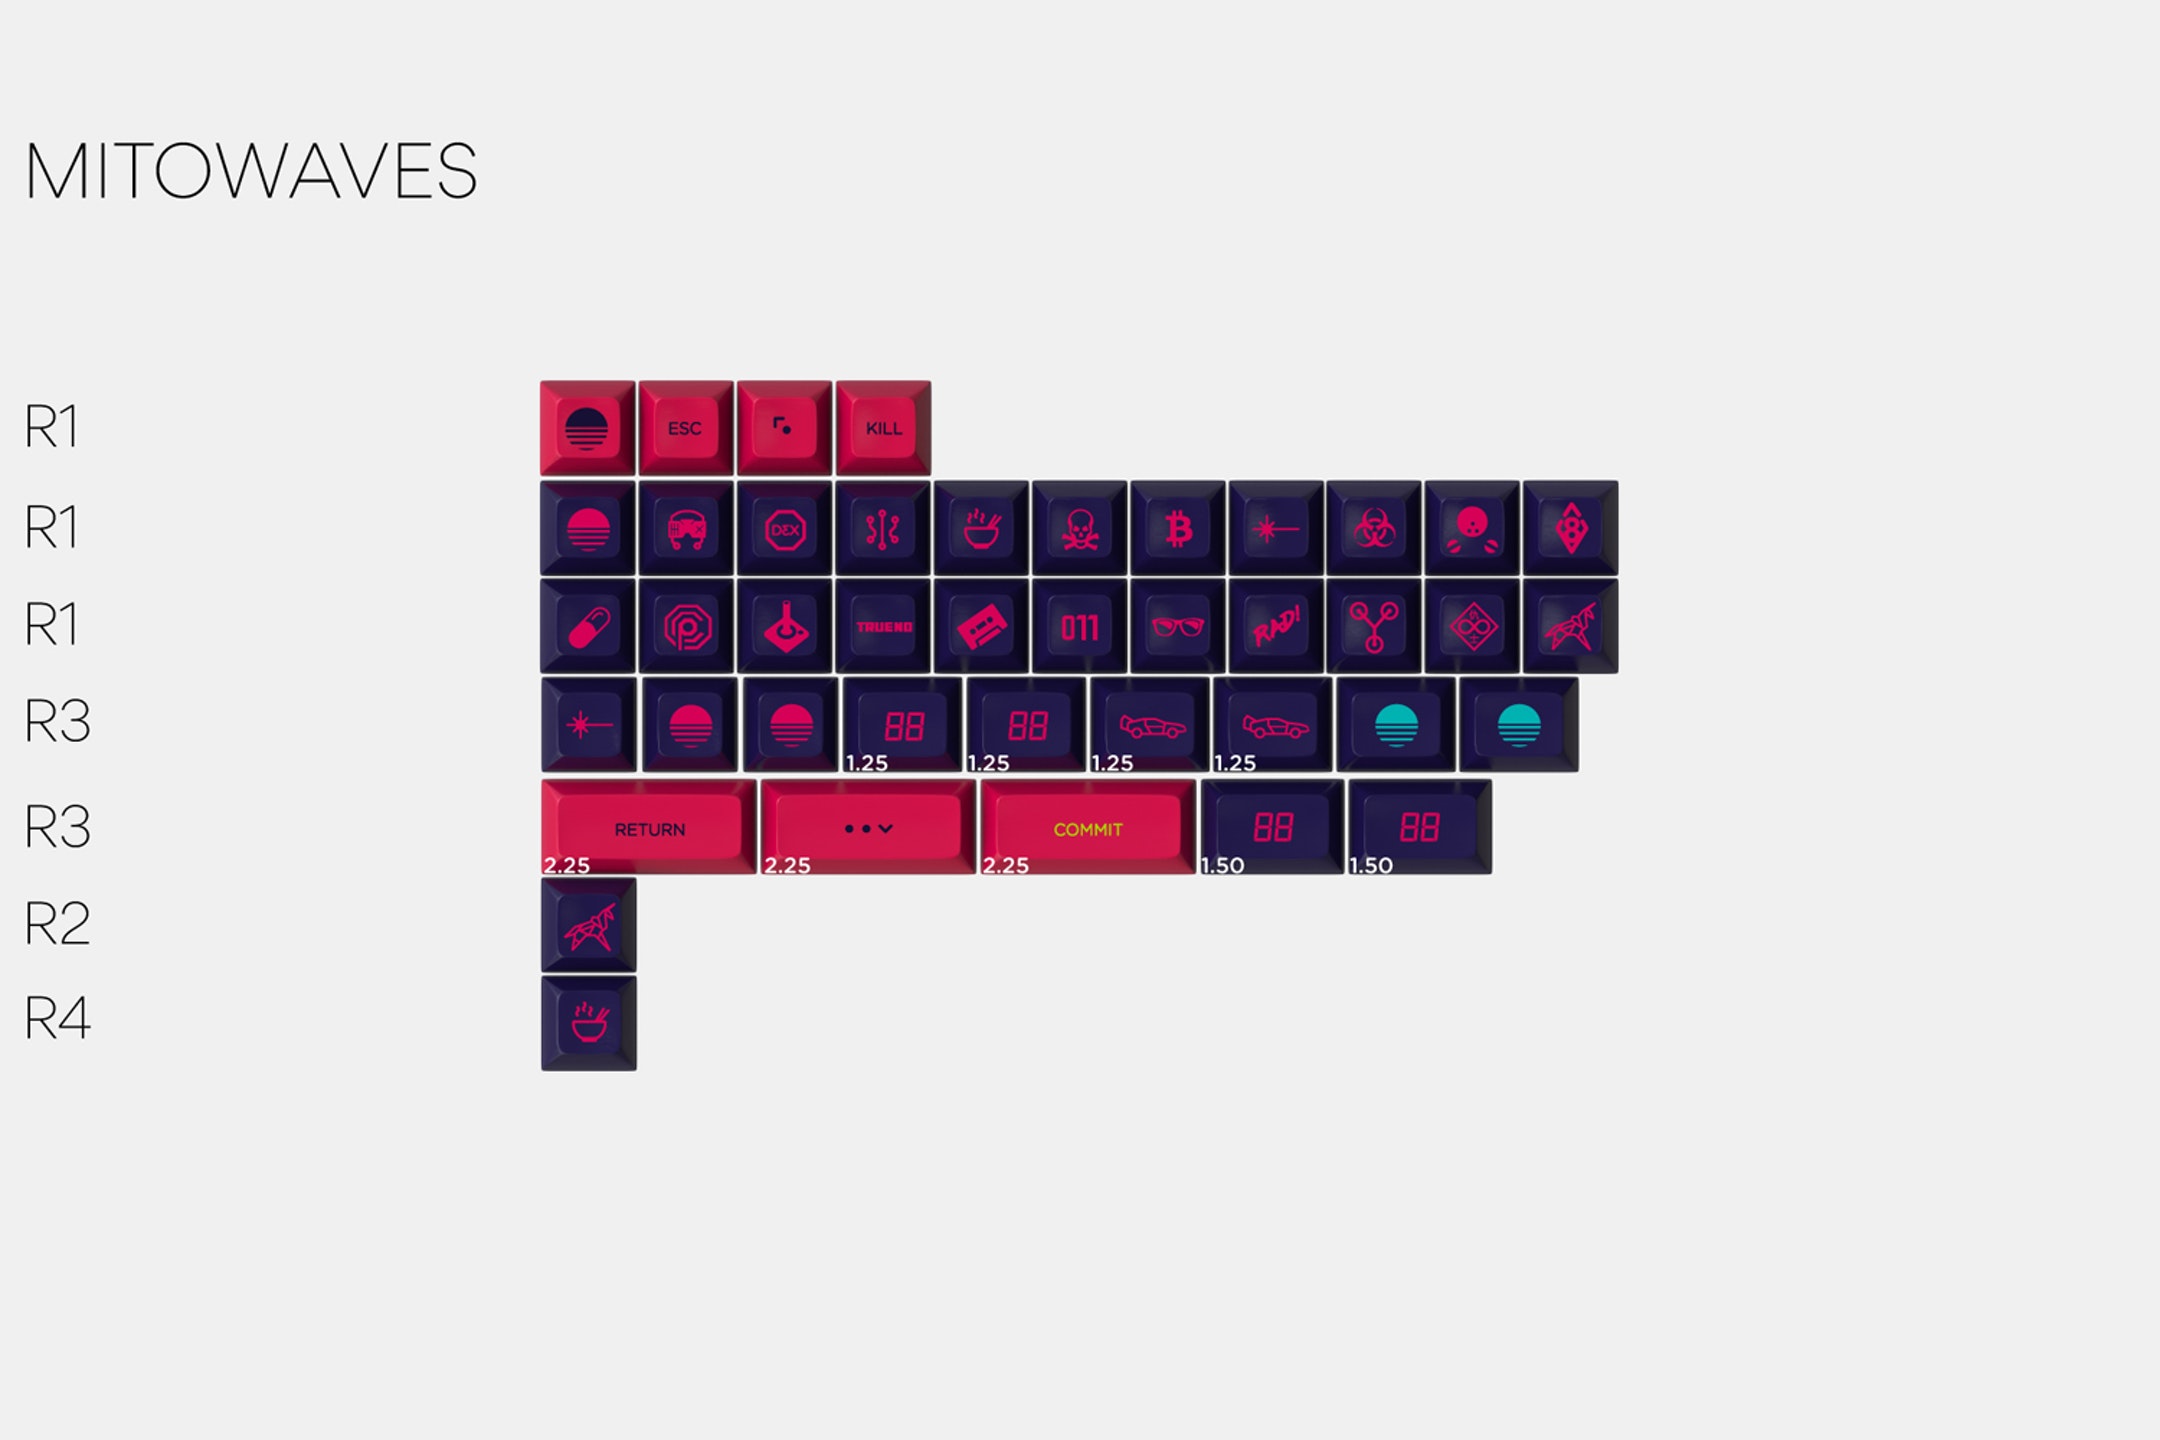 MITOWAVES
R1
ESC
KILL
R1
DEX
R1
TRUENO
011
RAD!
R3
88
88
1.25
1.25
1.25
1.25
R3
RETURN
COMMIT
88
88
2.25
2.25
2.25
1.50
1.50
R2
R4